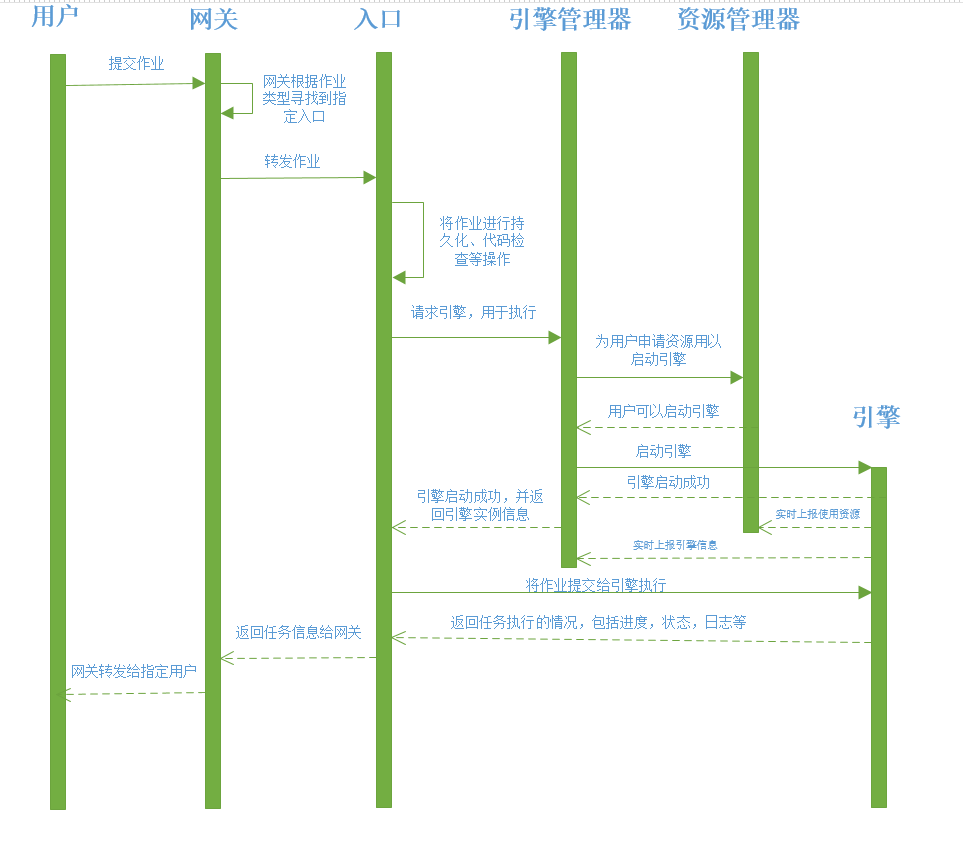 用户
网关
入口
引擎管理器
资源管理器
提交作业
网关根据作业
类型寻找到指
定入口
转发作业
将作业进行持
久化、代码检
查等操作
请求引擎，用于执行
为用户申请资源用以
启动引擎
用户可以启动引擎
引擎
启动引擎
引擎启动成功
引擎启动成功，并返
回引擎实例信息
实时上报使用资源
实时上报引擎信息
将作业提交给引擎执行
返回任务执行的情况，包括进度，状态，日志等
返回任务信息给网关
网关转发给指定用户